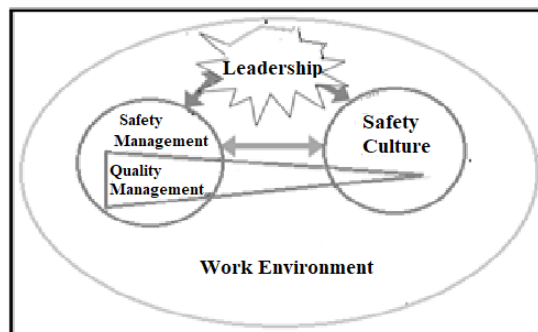 Leadership
Safety
Management
Quality
Management
Safety
Culture
Work Environment